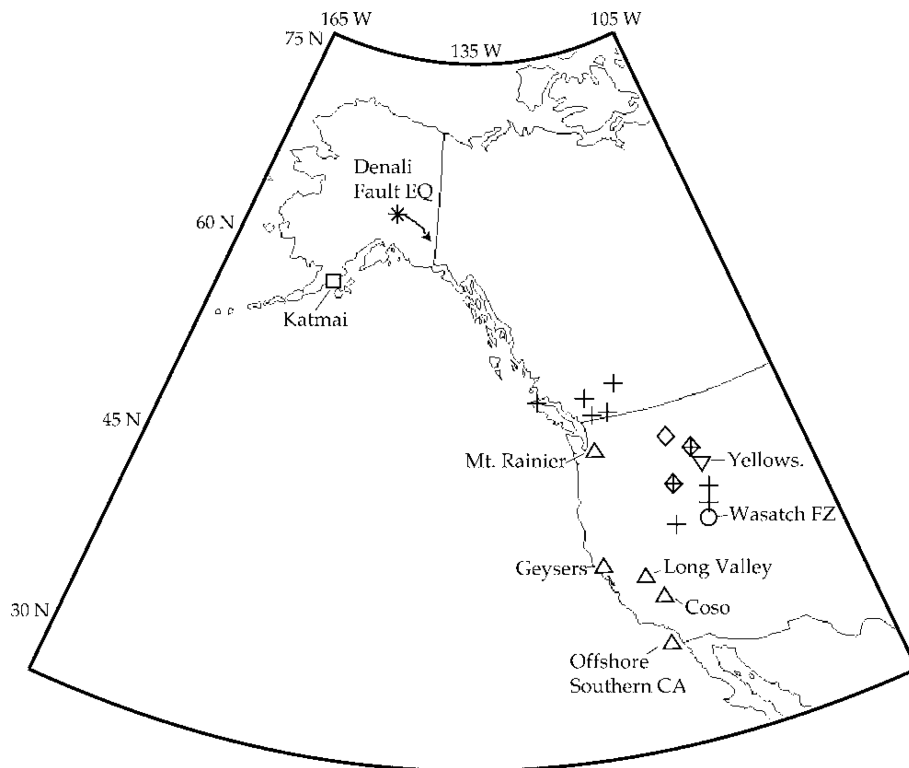 165 W
105 W
75 N
135 W
Denali
Fault EQ
60 N
Katmai
45 N
Mt. Rainier
Yellows.
Wasatch FZ
Geysers
Long Valley
Coso
30 N
Offshore
Southern CA